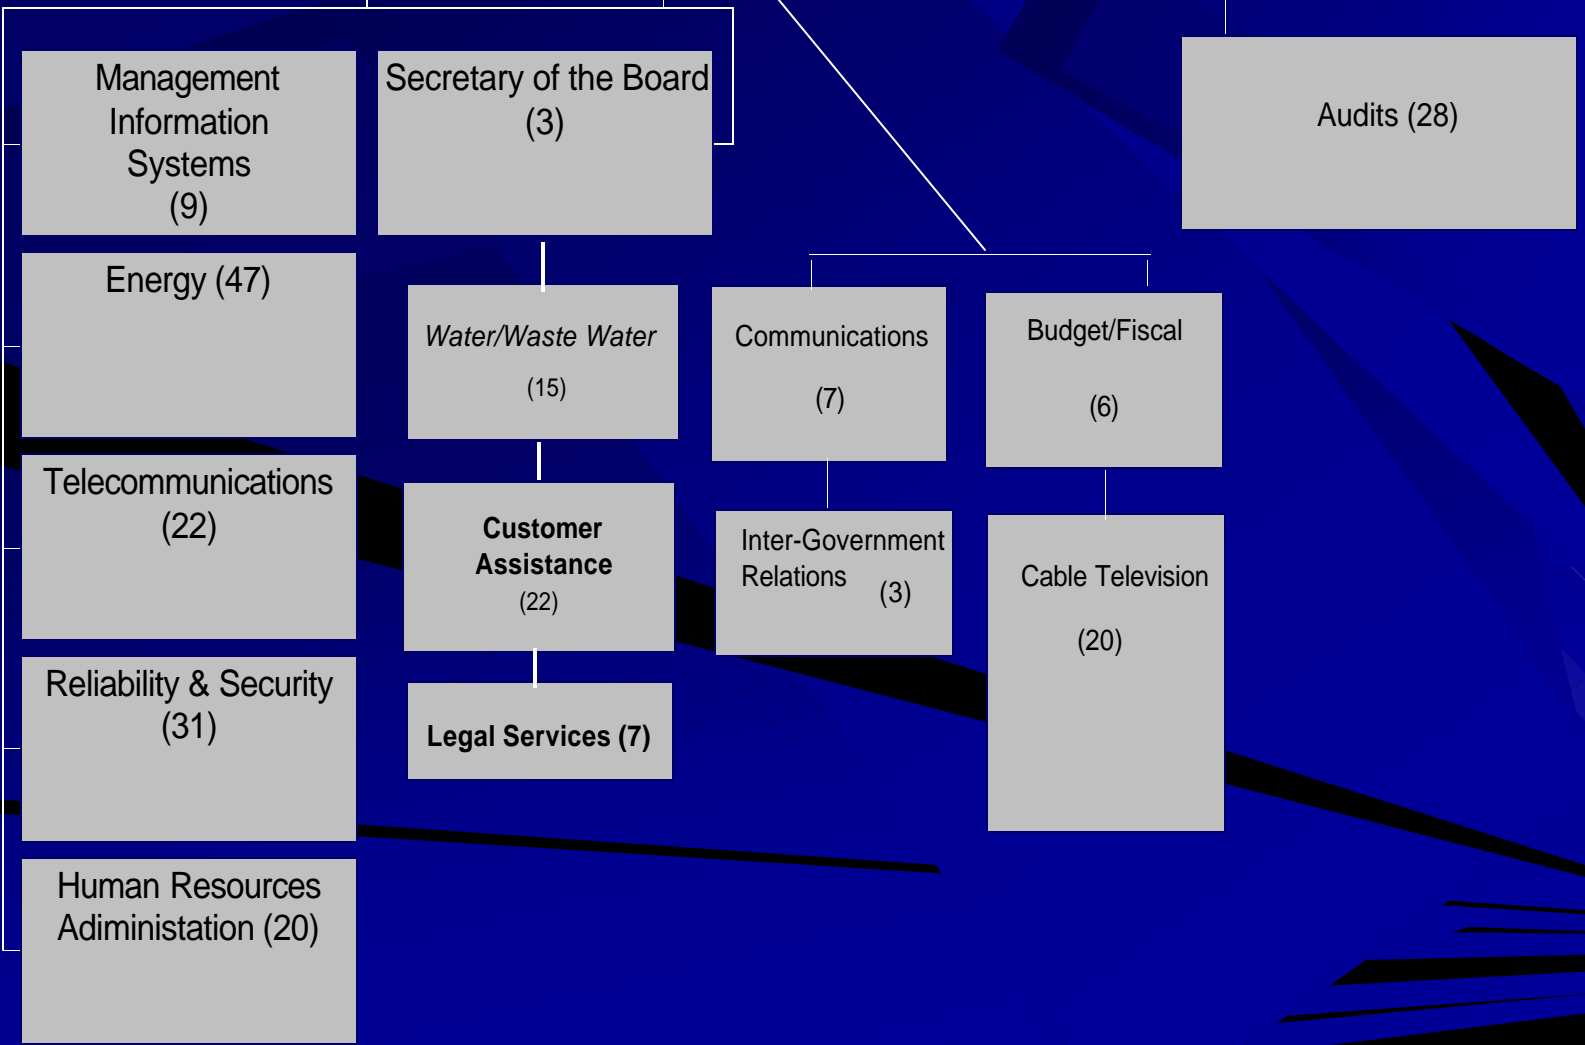 Management
Information
Systems
(9)
Energy (47)
Telecommunications
(22)
Reliability & Security
(31)
Human Resources
Adiministation (20)
Secretary of the Board
(3)
Water/Waste Water
(15)
Customer
Assistance
(22)
Legal Services (7)
Communications
(7)
Inter-Government
Relations (3)
Budget/Fiscal
(6)
Cable Television
(20)
Audits (28)